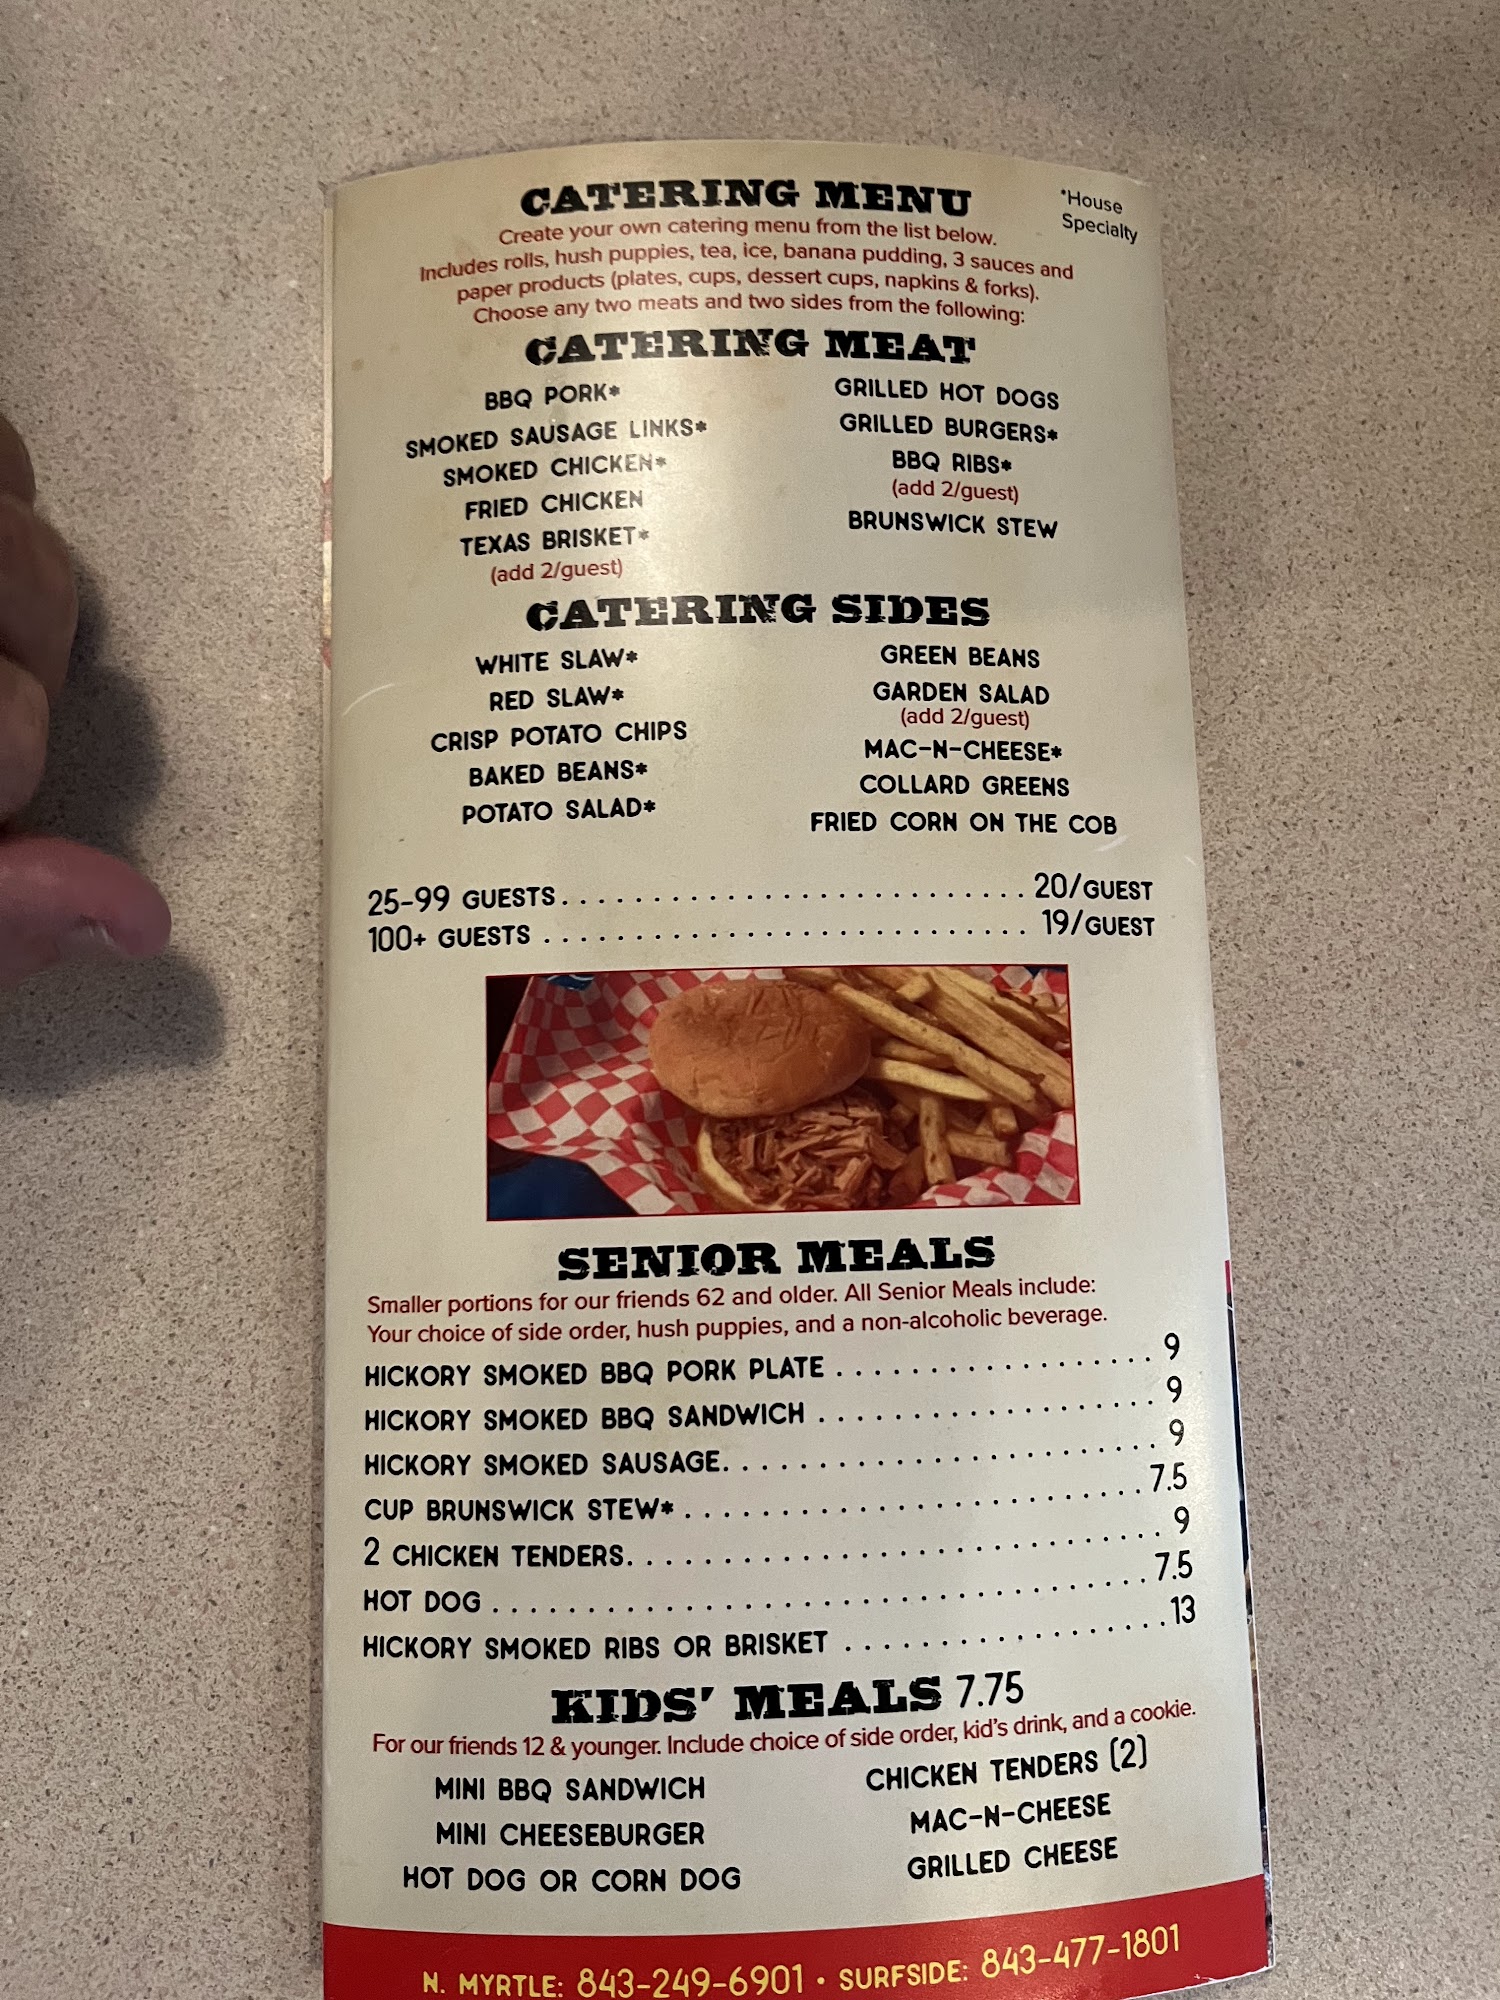 CATERING MENU
*House
Specialty
Create your own catering menu from the list below.
Includes rolls, hush puppies, tea, ice, banana pudding, 3 sauces and
paper products (plates, cups, dessert cups, napkins & forks).
Choose any two meats and two sides from the following:
CATERING MEAT
BBQ PORK*
SMOKED SAUSAGE LINKS*
SMOKED CHICKEN*
FRIED CHICKEN
TEXAS BRISKET*
(add 2/guest)
GRILLED HOT DOGS
GRILLED BURGERS*
BBQ RIBS*
(add 2/guest)
BRUNSWICK STEW
CATERING SIDES
WHITE SLAW*
RED SLAW*
CRISP POTATO CHIPS
BAKED BEANS*
POTATO SALAD*
GREEN BEANS
GARDEN SALAD
(add 2/guest)
MAC-N-CHEESE*
COLLARD GREENS
FRIED CORN ON THE COB
25-99 GUESTS. . . . . . . . . . . . . . . . . . . . . . . . . . 20/GUEST
100+ GUESTS . . . . . . . . . . . . . . . . . . . . . . . . . . . 19/GUEST
SENIOR MEALS
Smaller portions for our friends 62 and older. All Senior Meals include:
Your choice of side order, hush puppies, and a non-alcoholic beverage.
HICKORY SMOKED BBQ PORK PLATE . . . . . . . . . . . . . . . . . . 9
HICKORY SMOKED BBQ SANDWICH . . . . . . . . . . . . . . . . . . . 9
HICKORY SMOKED SAUSAGE. . . . . . . . . . . . . . . . . . . . . . . . 9
CUP BRUNSWICK STEW* . . . . . . . . . . . . . . . . . . . . . . . . . 7.5
2 CHICKEN TENDERS. . . . . . . . . . . . . . . . . . . . . . . . . . . . . 9
HOT DOG . . . . . . . . . . . . . . . . . . . . . . . . . . . . . . . . . . . 7.5
HICKORY SMOKED RIBS OR BRISKET . . . . . . . . . . . . . . . . . 13
KIDS' MEALS 7.75
For our friends 12 & younger. Include choice of side order, kid's drink, and a cookie.
MINI BBQ SANDWICH
MINI CHEESEBURGER
HOT DOG OR CORN DOG
CHICKEN TENDERS (2)
MAC-N-CHEESE
GRILLED CHEESE
N. MYRTLE: 843-249-6901 • SURFSIDE: 843-477-1801